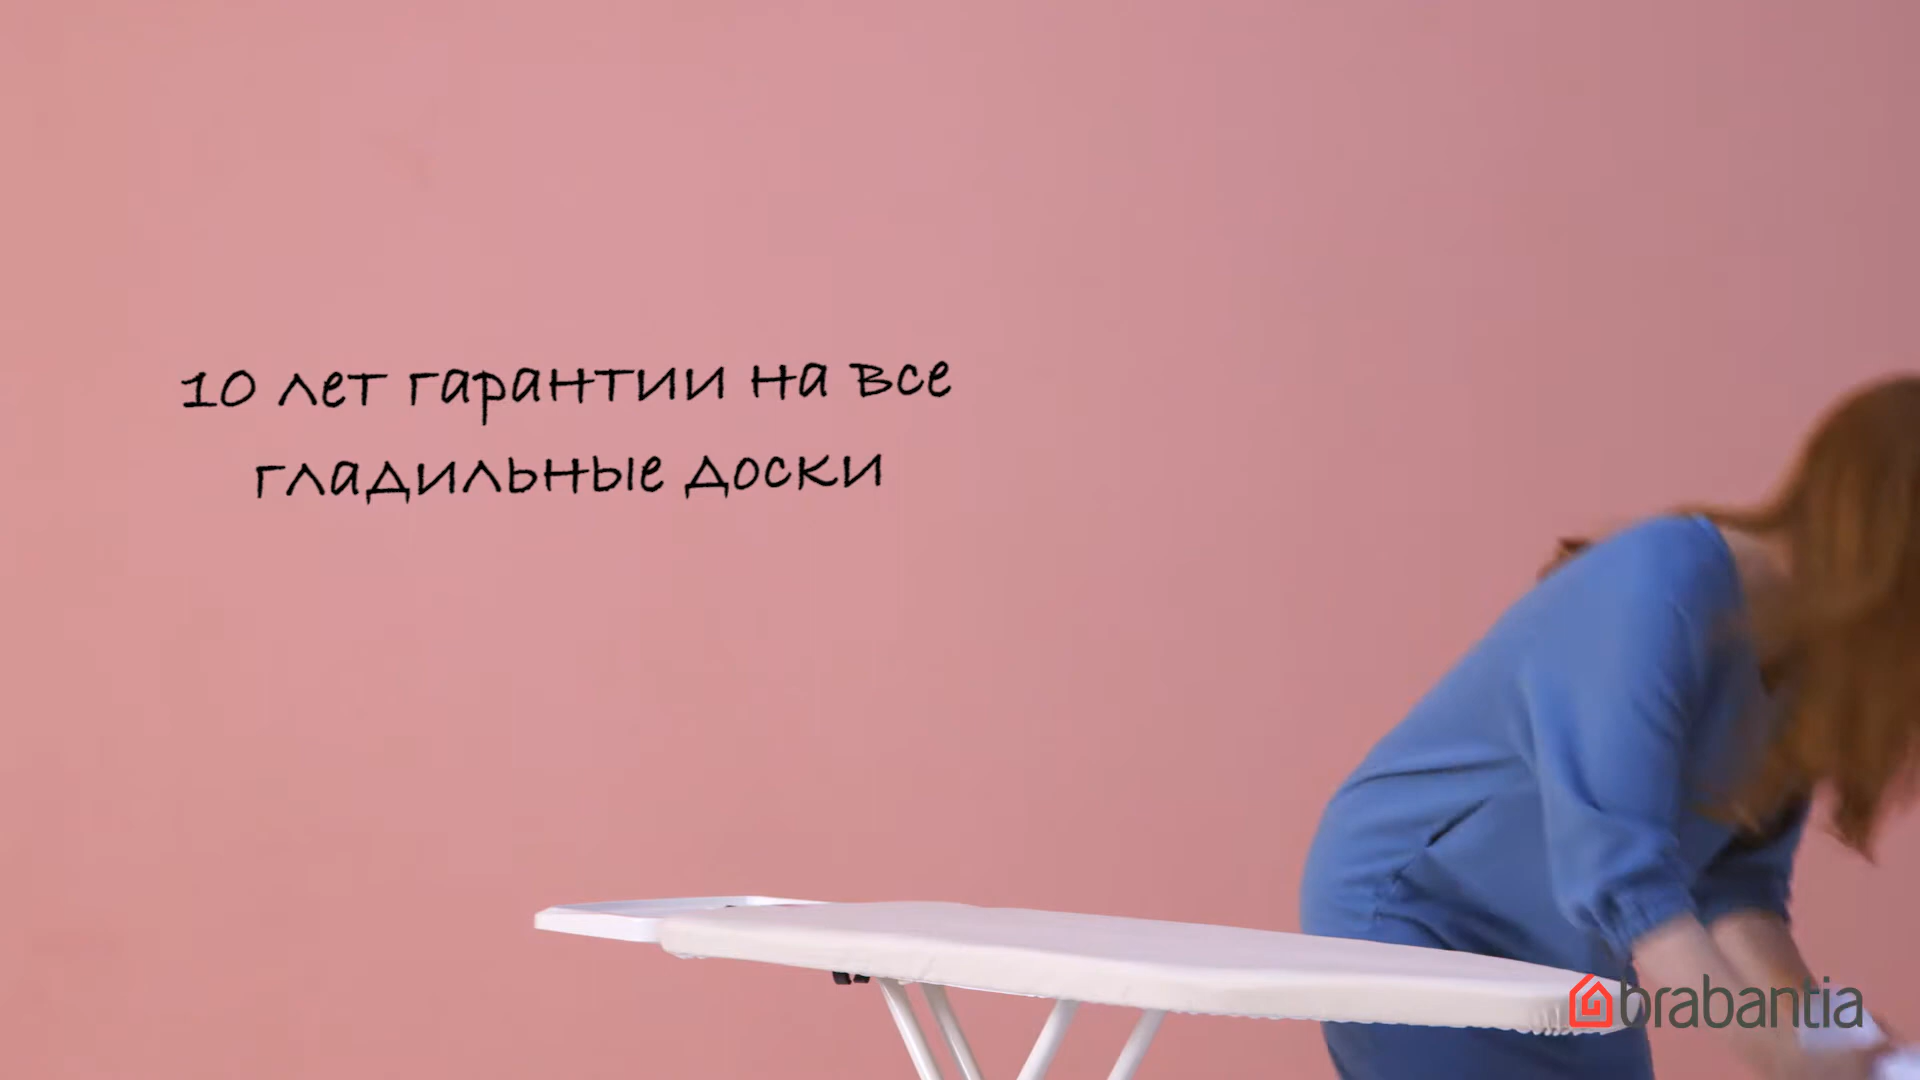 10 лет гарантии на все
гладильные доски
brabantia